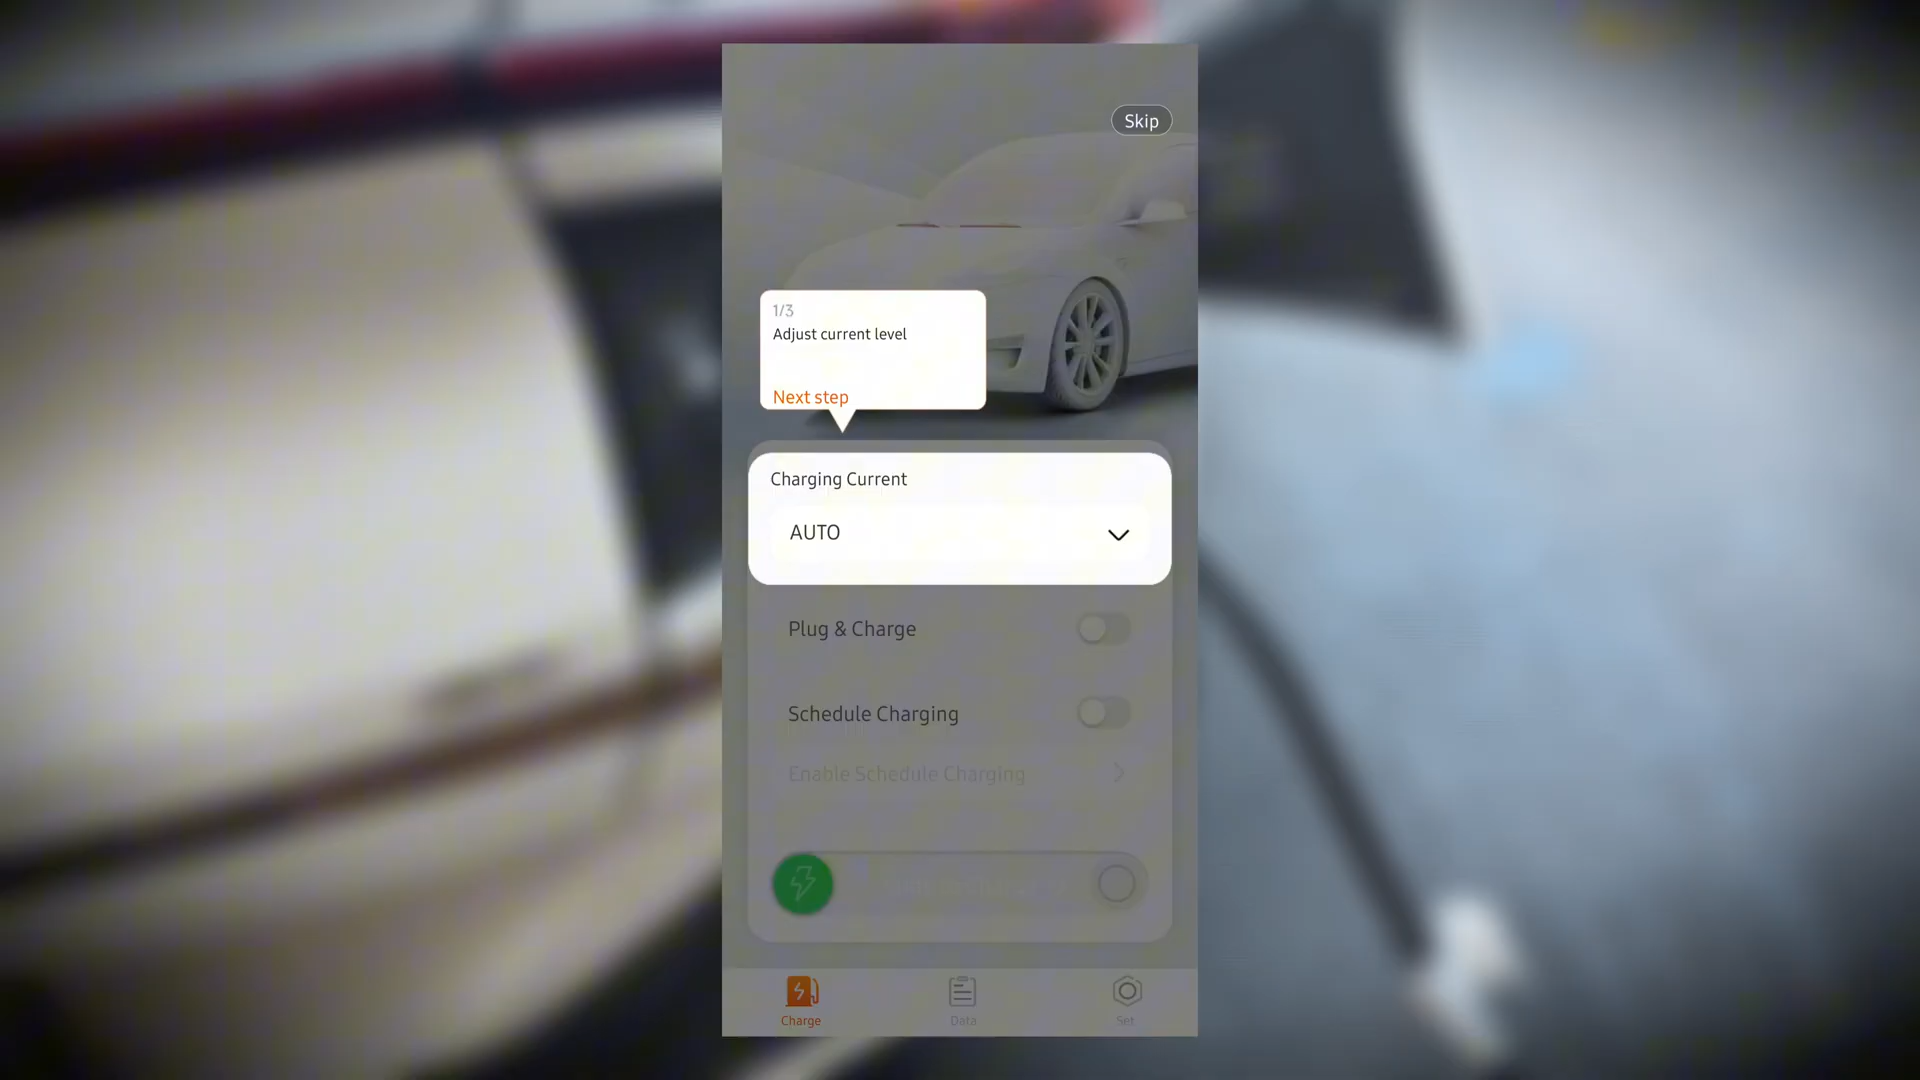 Skip
1/3
Adjust current level
Next step
Charging Current
AUTO
Plug & Charge
Schedule Charging
Enable Schedule Charging
Charge
Data
Set